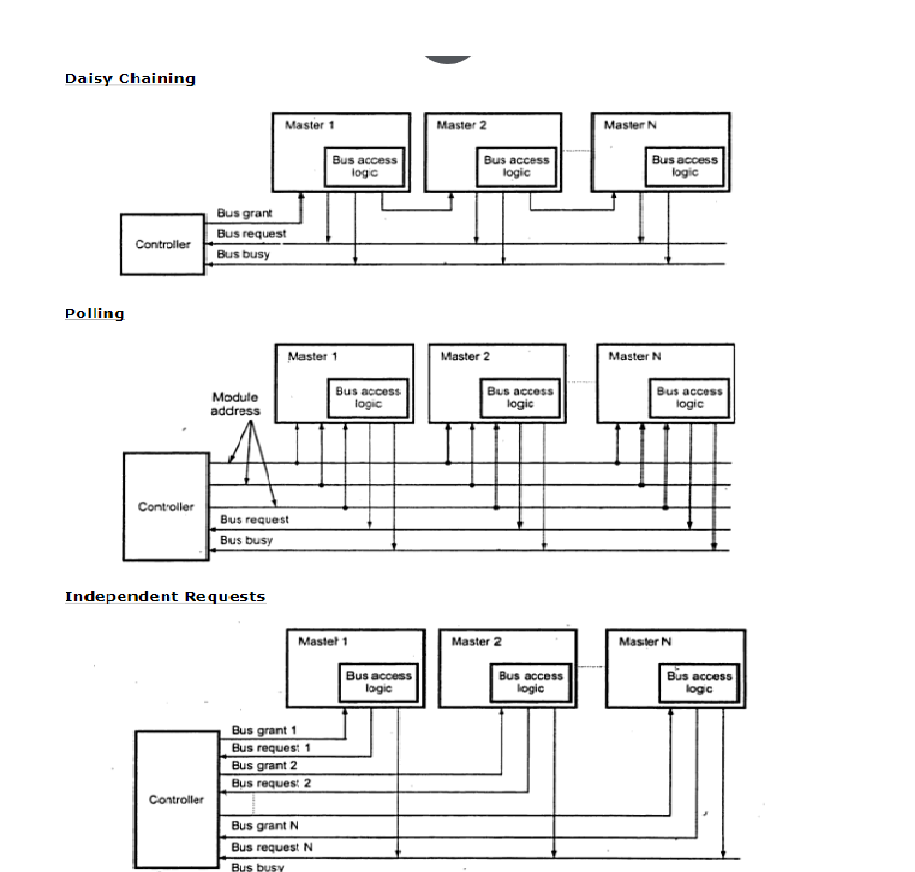 Daisy Chaining
Master 1
Master 2
Master N
Bus access
logic
Bus access
logic
Bus access
logic
Controller
Bus grant
Bus request
Bus busy
Polling
Master 1
Master 2
Master N
Bus access
logic
Bus access
logic
Bus access
logic
Module
address
Controller
Bus request
Bus busy
Independent Requests
Master 1
Master 2
Master N
Bus access
logic
Bus access
logic
Bus access
logic
Controller
Bus grant 1
Bus request 1
Bus grant 2
Bus request 2
Bus grant N
Bus request N
Bus busy